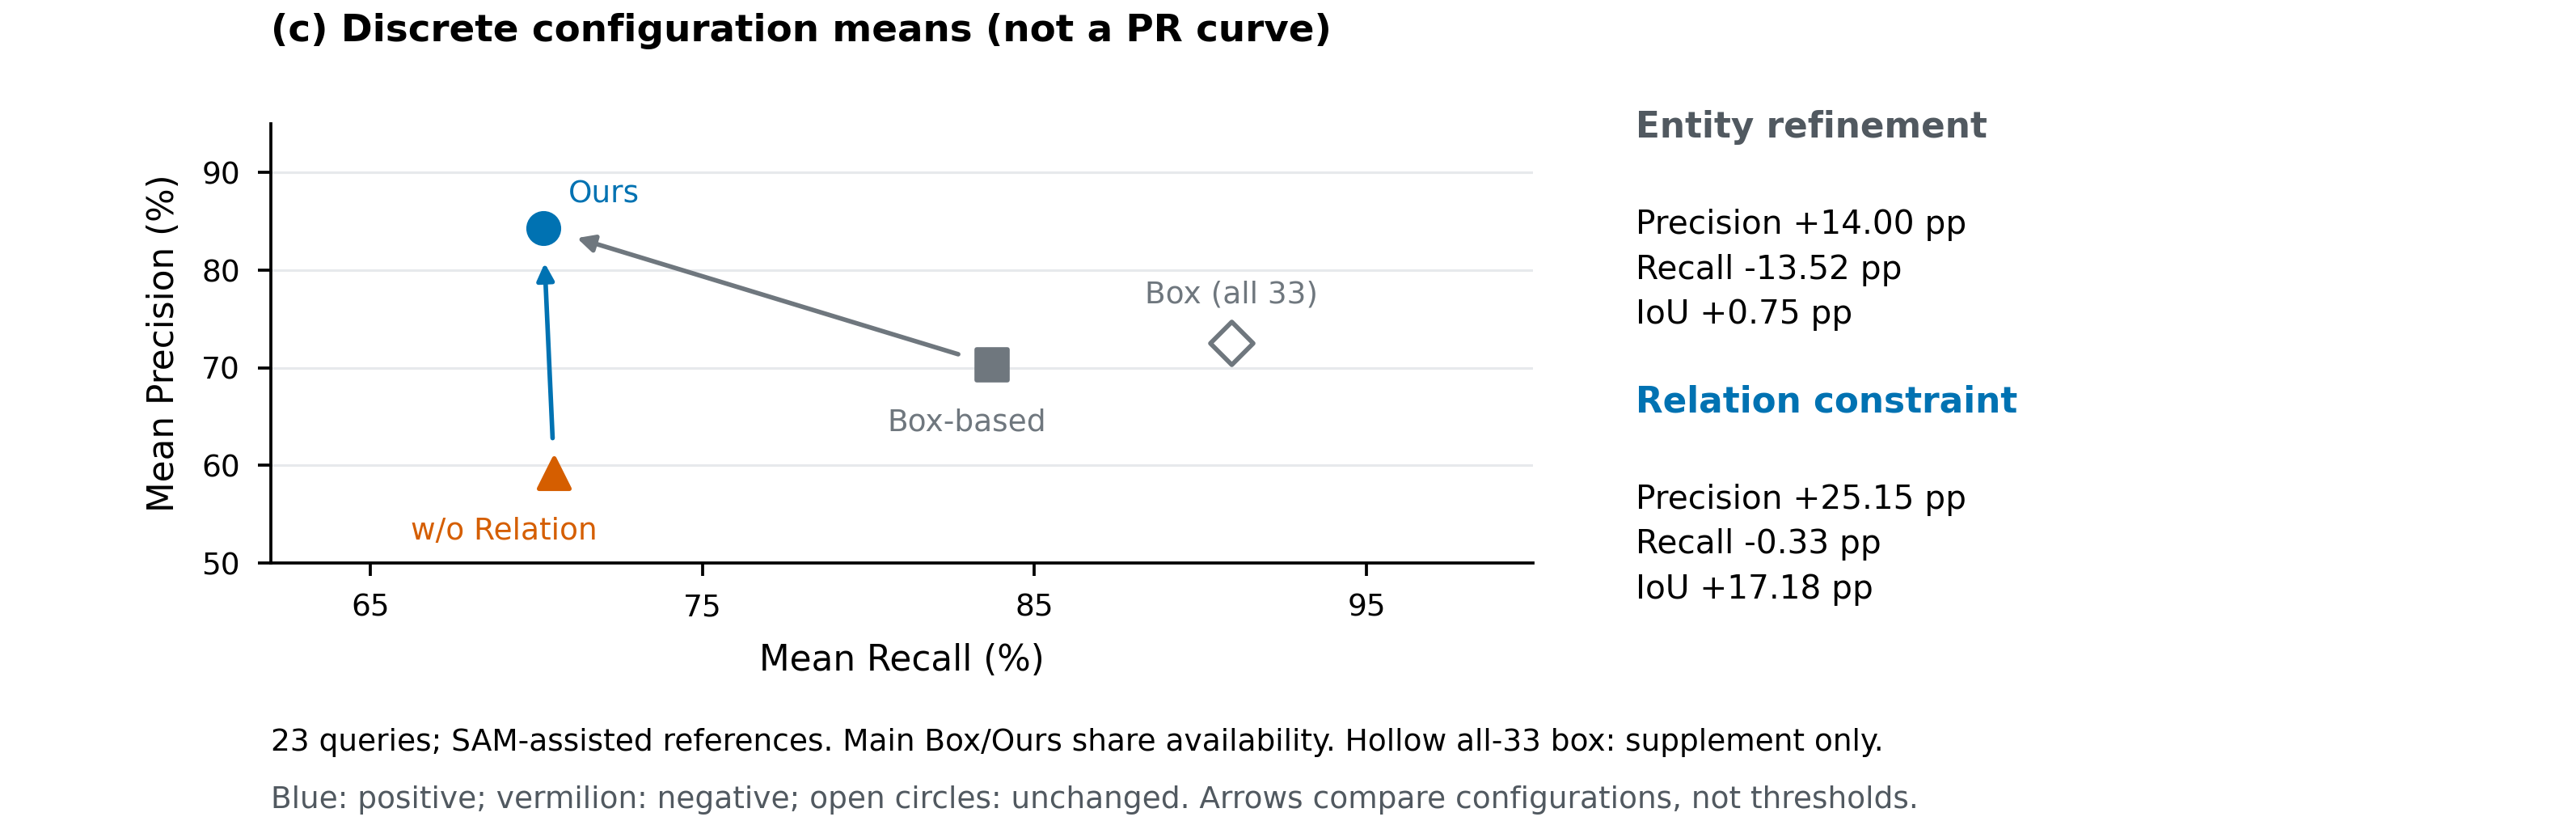 (c) Discrete configuration means (not a PR curve)
Mean Precision (%)
90
80
70
60
50
Ours
Box (all 33)
Box-based
w/o Relation
65
75
85
95
Mean Recall (%)
Entity refinement
Precision +14.00 pp
Recall -13.52 pp
IoU +0.75 pp
Relation constraint
Precision +25.15 pp
Recall -0.33 pp
IoU +17.18 pp
23 queries; SAM-assisted references. Main Box/Ours share availability. Hollow all-33 box: supplement only.
Blue: positive; vermilion: negative; open circles: unchanged. Arrows compare configurations, not thresholds.